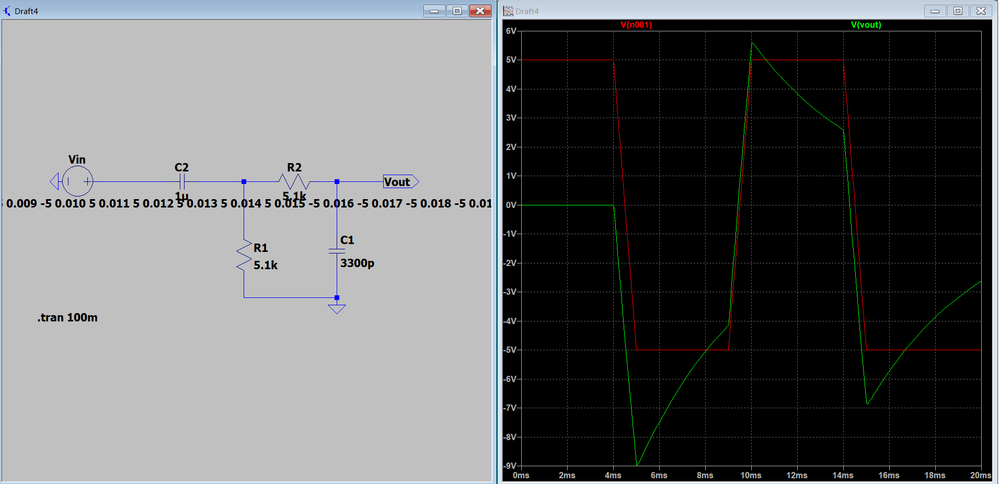 Draft4
Vin
C2
R2
Vout
1µ
5.1k
0.009 -5 0.010 5 0.011 5 0.012 5 0.013 5 0.014 5 0.015 -5 0.016 -5 0.017 -5 0.018 -5 0.01
R1
5.1k
C1
3300p
.tran 100m
Draft4
V(n001)
V(vout)
6V
5V
4V
3V
2V
1V
0V
-1V
-2V
-3V
-4V
-5V
-6V
-7V
-8V
-9V
0ms 2ms 4ms 6ms 8ms 10ms 12ms 14ms 16ms 18ms 20ms